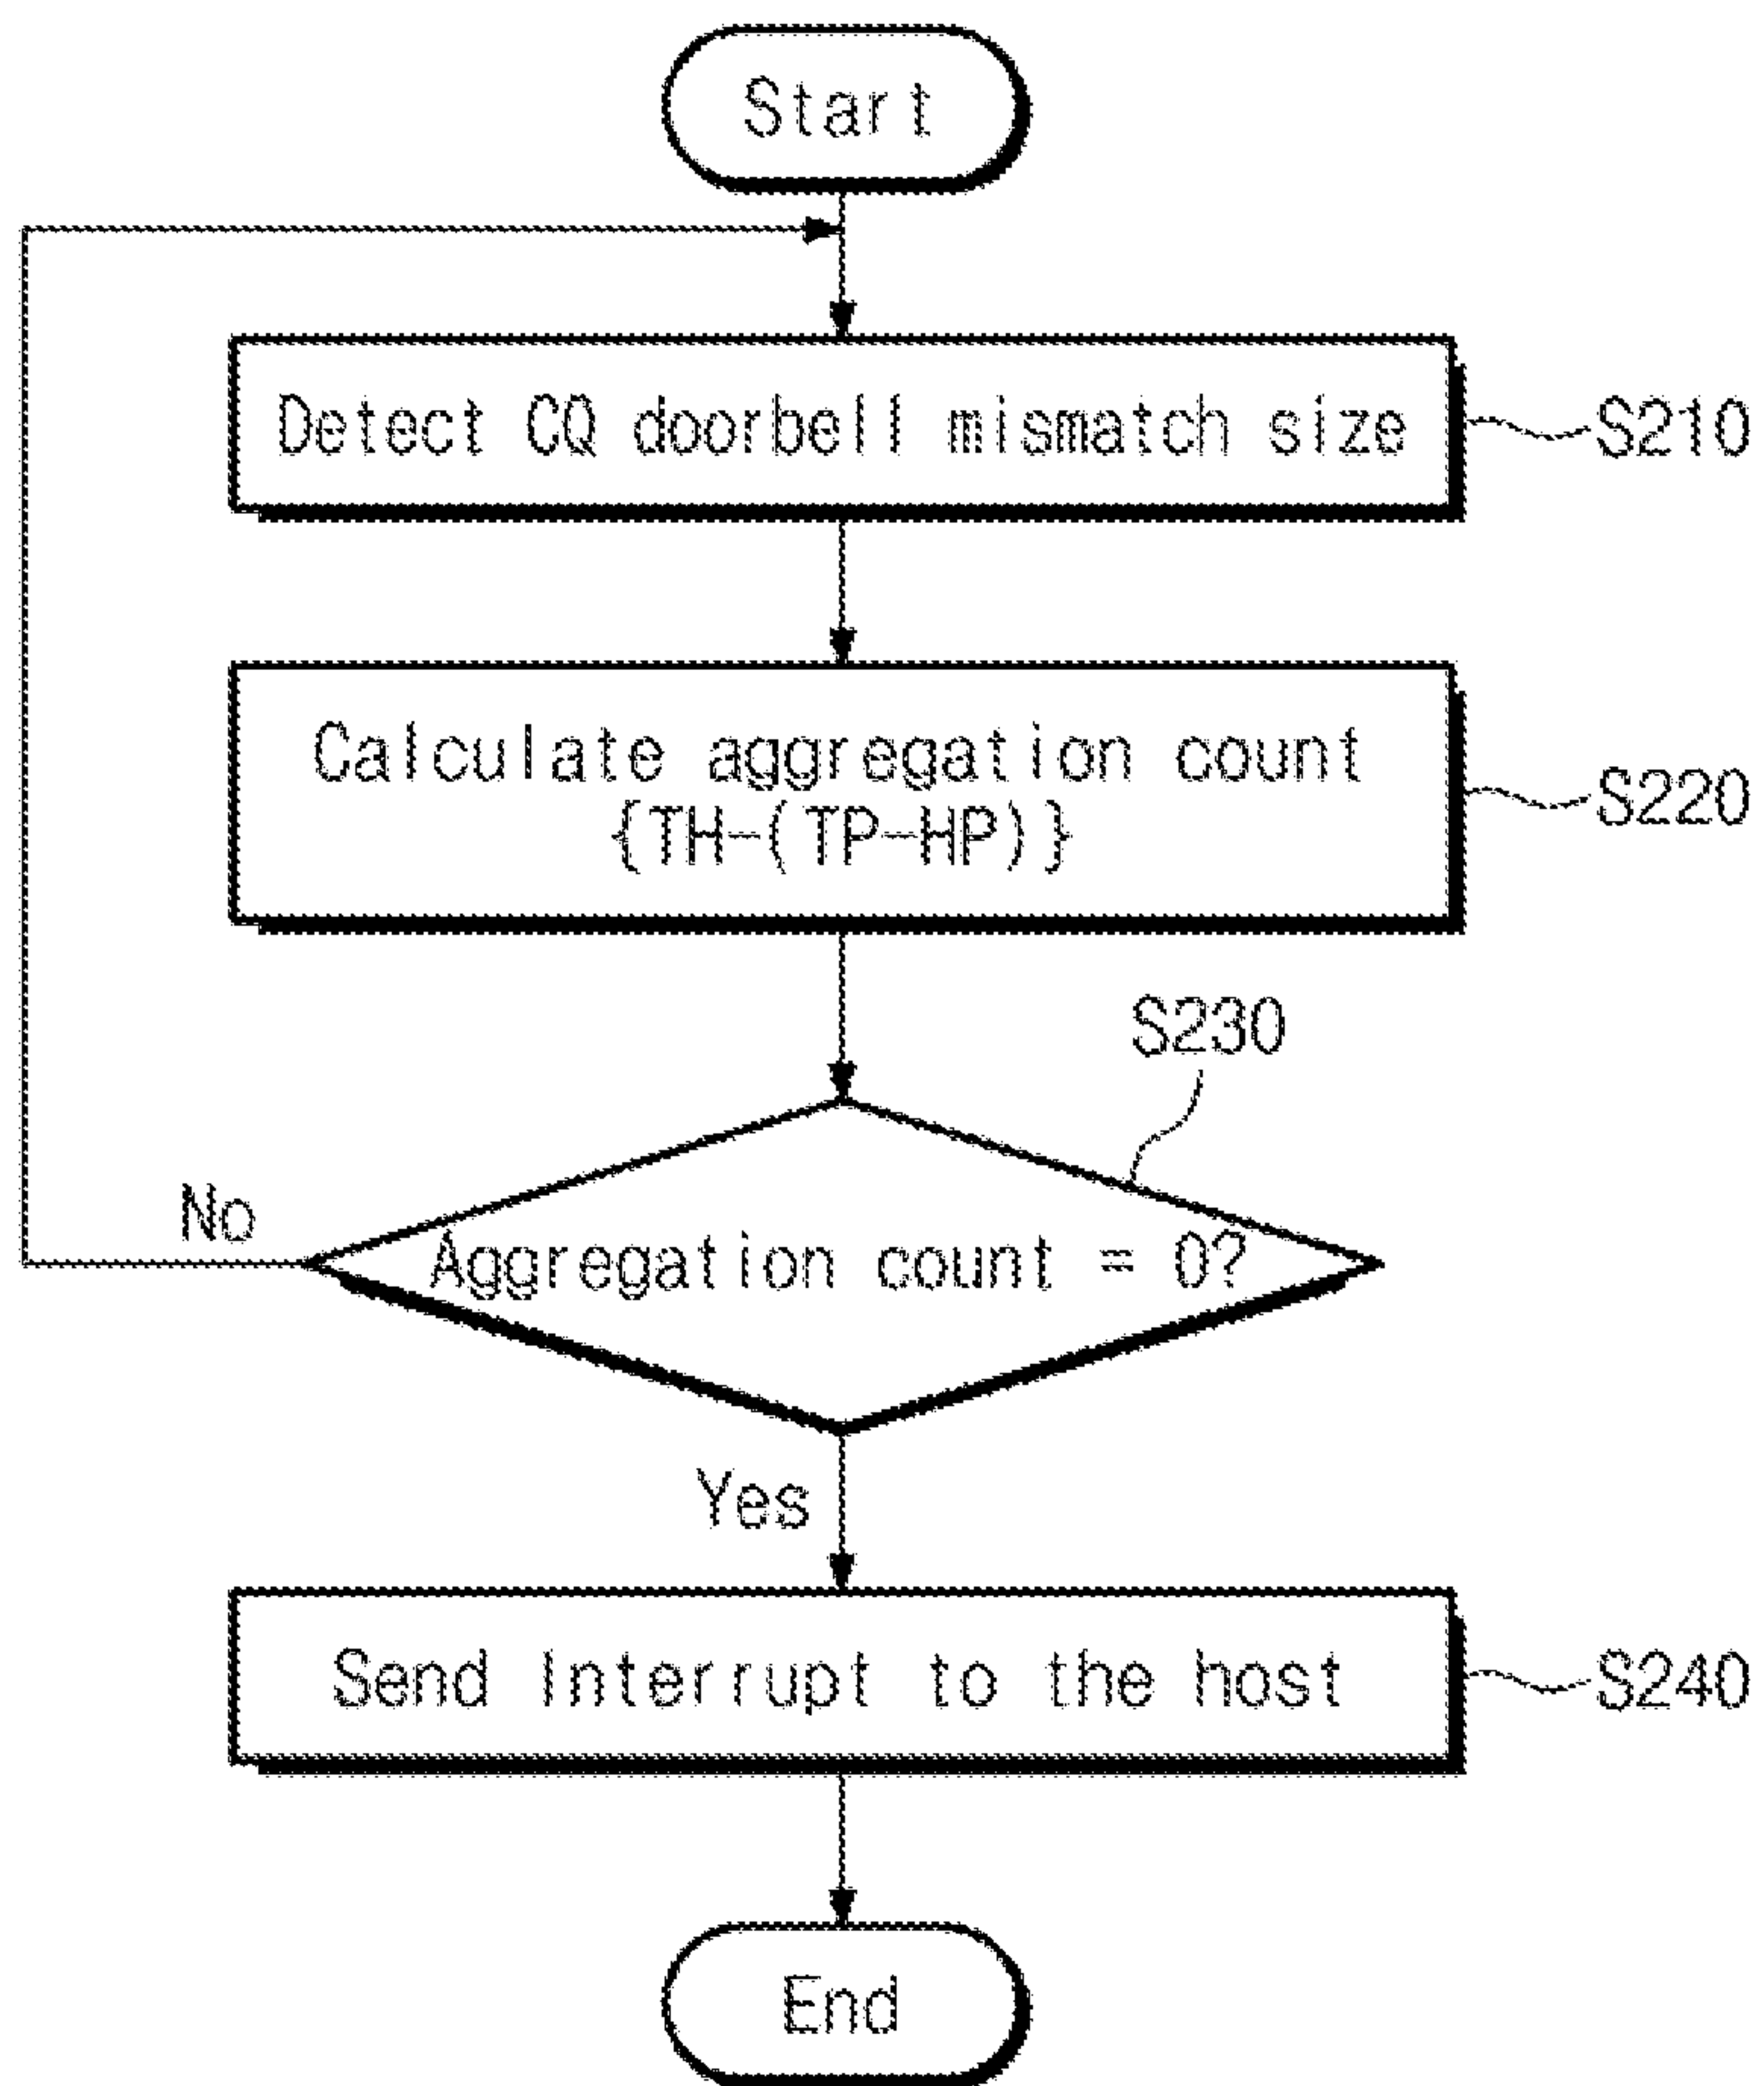 Start
Detect CQ doorbell mismatch size
S210
Calculate aggregation count
{TH-(TP-HP)}
S220
S230
No
Aggregation count = 0?
Yes
Send Interrupt to the host
S240
End